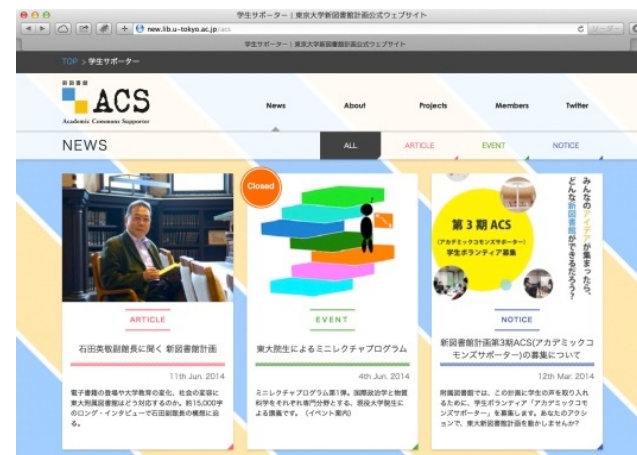 学生サポーター | 東京大学新図書館計画公式ウェブサイト
new.lib.u-tokyo.ac.jp/acs
リーダー
学生サポーター | 東京大学新図書館計画公式ウェブサイト
TOP > 学生サポーター
新図書館
ACS
Academic Commons Supporter
News
About
Projects
Members
Twitter
NEWS
ALL
ARTICLE
EVENT
NOTICE
ARTICLE
石田英敬副館長に聞く 新図書館計画
11th Jun. 2014
電子書籍の登場や大学教育の変化、社会の変容に
東大附属図書館はどう対応するのか。約15,000字
のロング・インタビューで石田副館長の構想に迫
る。
Closed
EVENT
東大院生によるミニレクチャプログラム
4th Jun. 2014
ミニレクチャプログラム第1弾。国際政治学と物質
科学をそれぞれ専門分野とする、現役大学院生に
よる講義です。（イベント案内）
みんなのアイデアが集まったら、
どんな新図書館ができるだろう?
第3期 ACS
(アカデミックコモンズサポーター)
学生ボランティア募集
NOTICE
新図書館計画第3期ACS(アカデミックコ
モンズサポーター)の募集について
12th Mar. 2014
附属図書館では、この計画に学生の声を取り入れ
るために、学生ボランティア「アカデミックコモ
ンズサポーター」を募集します。あなたのアクシ
ョンで、東大新図書館計画を動かしませんか?